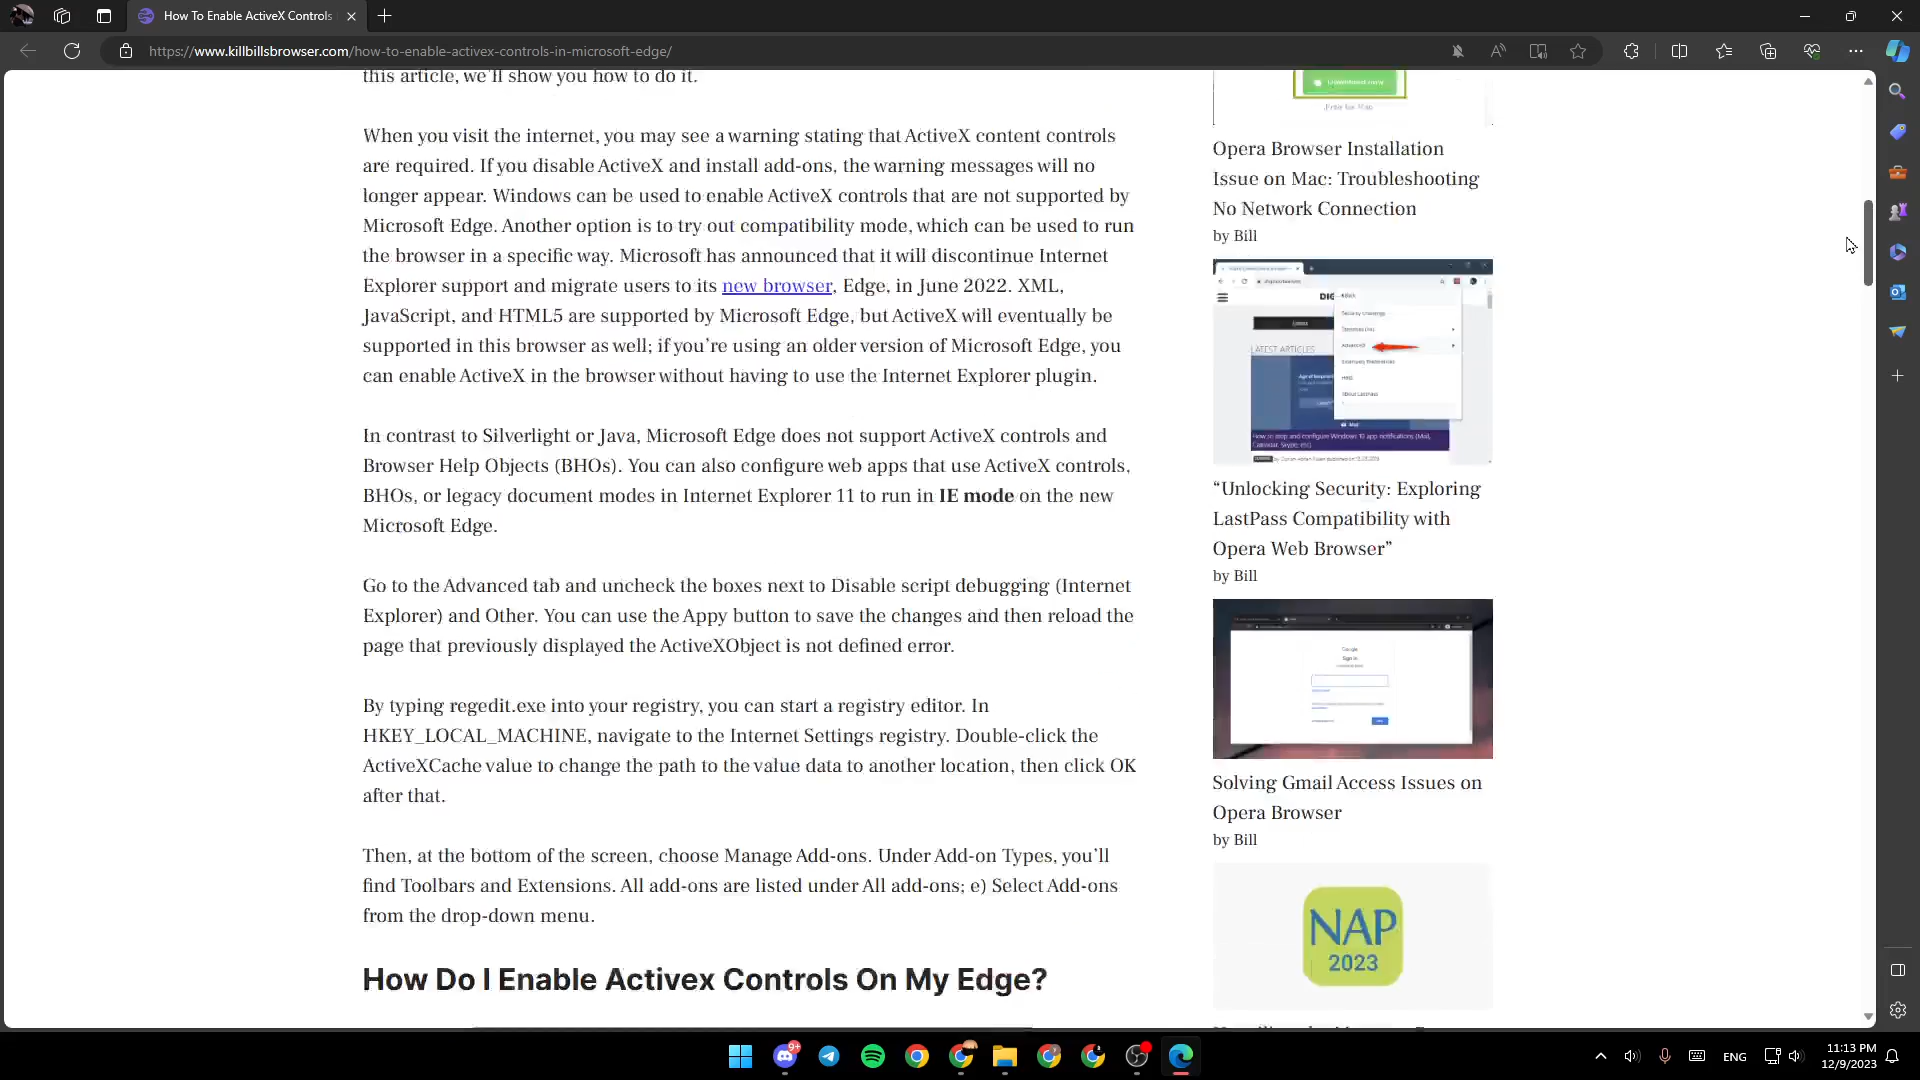 How To Enable ActiveX Controls
https://www.killbillsbrowser.com/how-to-enable-activex-controls-in-microsoft-edge/
this article, we'll show you how to do it.
When you visit the internet, you may see a warning stating that ActiveX content controls
are required. If you disable ActiveX and install add-ons, the warning messages will no
longer appear. Windows can be used to enable ActiveX controls that are not supported by
Microsoft Edge. Another option is to try out compatibility mode, which can be used to run
the browser in a specific way. Microsoft has announced that it will discontinue Internet
Explorer support and migrate users to its new browser, Edge, in June 2022. XML,
JavaScript, and HTML5 are supported by Microsoft Edge, but ActiveX will eventually be
supported in this browser as well; if you're using an older version of Microsoft Edge, you
can enable ActiveX in the browser without having to use the Internet Explorer plugin.
In contrast to Silverlight or Java, Microsoft Edge does not support ActiveX controls and
Browser Help Objects (BHOs). You can also configure web apps that use ActiveX controls,
BHOs, or legacy document modes in Internet Explorer 11 to run in IE mode on the new
Microsoft Edge.
Go to the Advanced tab and uncheck the boxes next to Disable script debugging (Internet
Explorer) and Other. You can use the Appy button to save the changes and then reload the
page that previously displayed the ActiveXObject is not defined error.
By typing regedit.exe into your registry, you can start a registry editor. In
HKEY_LOCAL_MACHINE, navigate to the Internet Settings registry. Double-click the
ActiveXCache value to change the path to the value data to another location, then click OK
after that.
Then, at the bottom of the screen, choose Manage Add-ons. Under Add-on Types, you'll
find Toolbars and Extensions. All add-ons are listed under All add-ons; e) Select Add-ons
from the drop-down menu.
How Do I Enable Activex Controls On My Edge?
Opera Browser Installation
Issue on Mac: Troubleshooting
No Network Connection
by Bill
LATEST ARTICLES
“Unlocking Security: Exploring
LastPass Compatibility with
Opera Web Browser”
by Bill
Google
Sign in
Solving Gmail Access Issues on
Opera Browser
by Bill
NAP
2023
9+
ENG
11:13 PM
12/9/2023